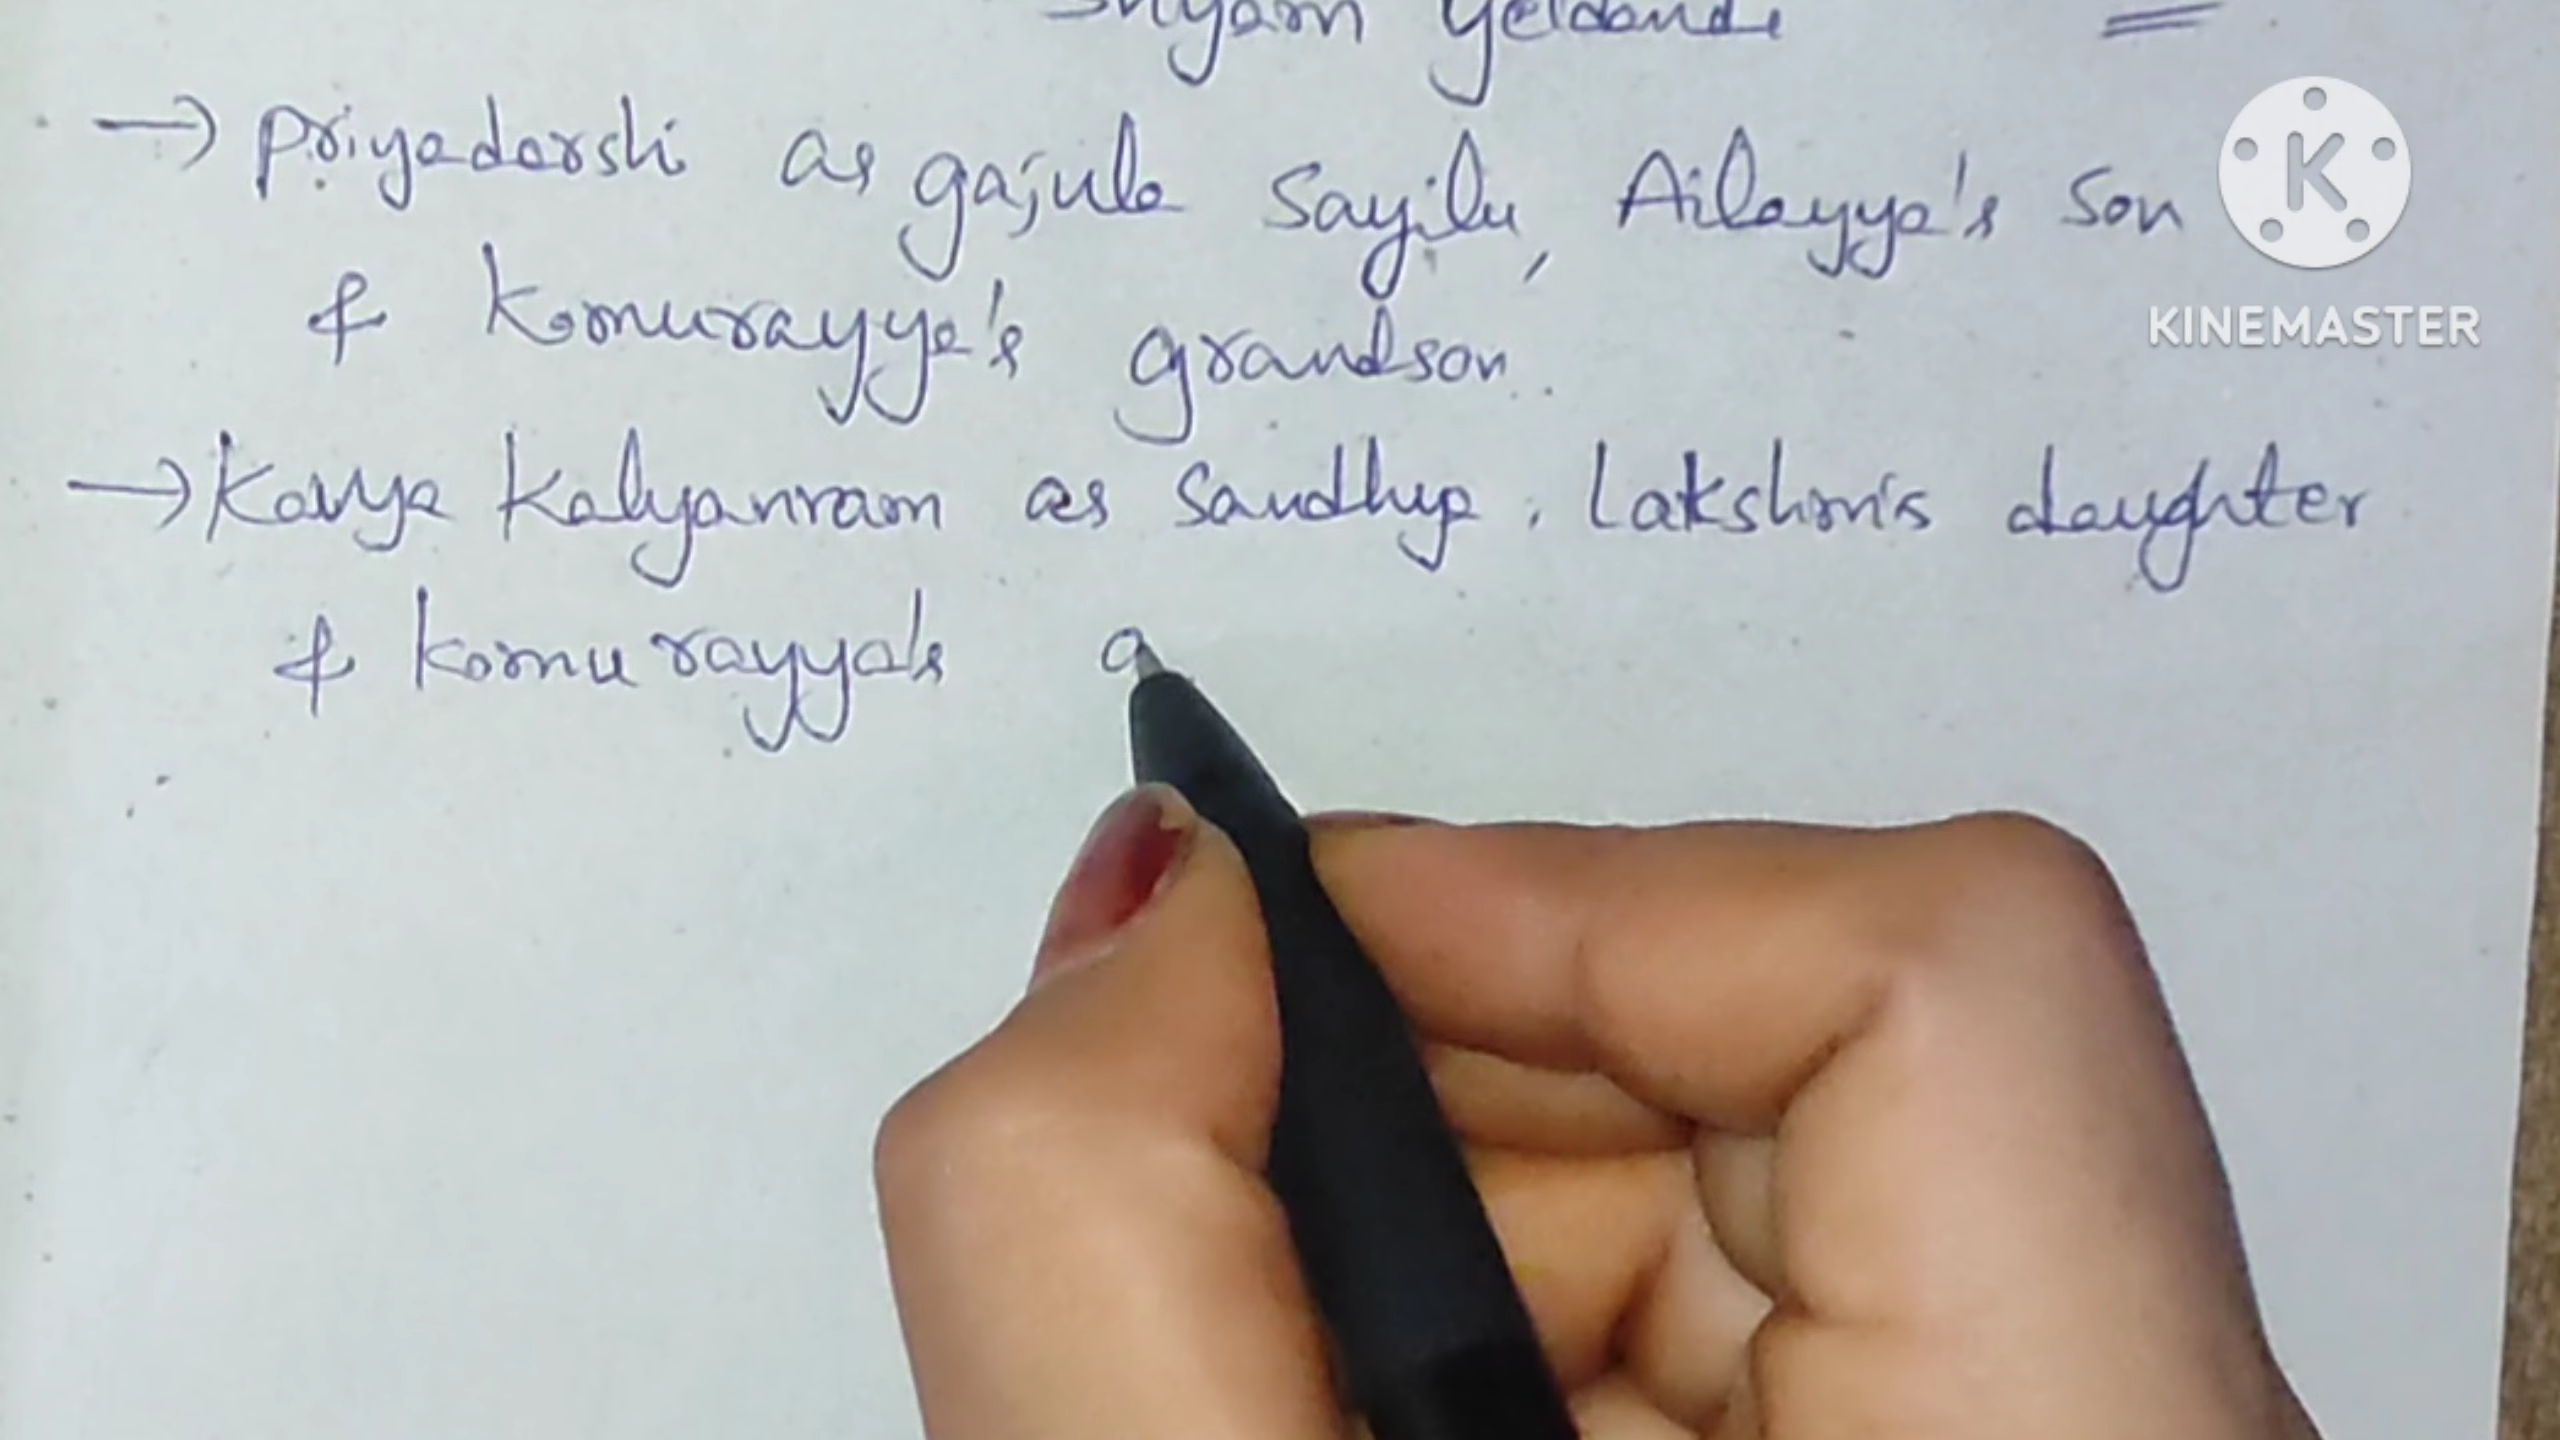 Shyam Yeldandi =
→ Priyadarshi as gajula Sayilu, Ailayya's son
& Komurayya's grandson.
→ Kavya Kalyanram as Sandhya, Lakshmi's daughter
& Komurayya's g
KINEMASTER